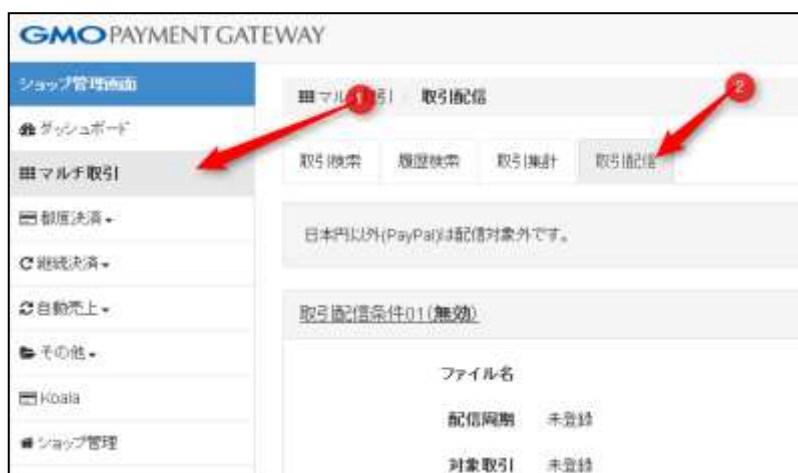 GMO PAYMENT GATEWAY
ショップ管理画面
ダッシュボード
マルチ取引
都度決済
継続決済
自動売上
その他
Koala
ショップ管理
マルチ取引 取引配信
1
2
取引検索 履歴検索 取引集計 取引配信
日本円以外(PayPal)は配信対象外です。
取引配信条件01(無効)
ファイル名
配信周期 未登録
対象取引 未登録